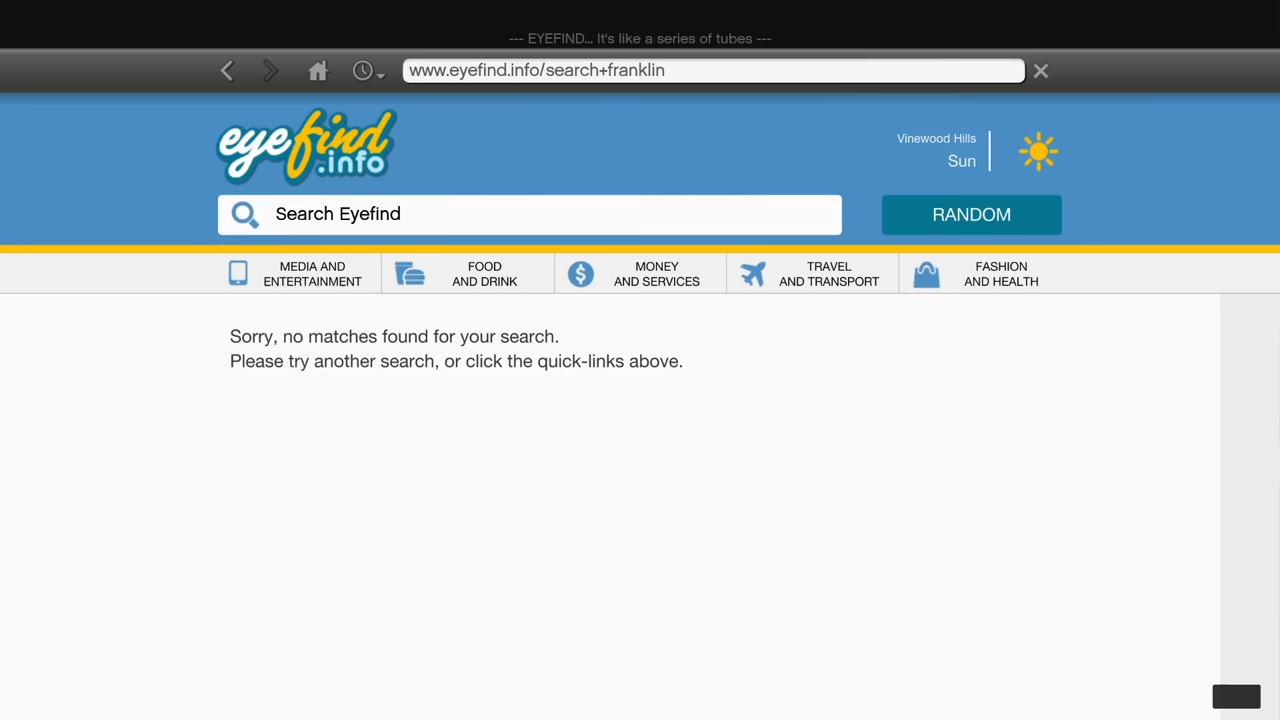 --- EYEFIND... It's like a series of tubes ---
www.eyefind.info/search+franklin
eyefind
.info
Vinewood Hills
Sun
Search Eyefind
RANDOM
MEDIA AND
ENTERTAINMENT
FOOD
AND DRINK
MONEY
AND SERVICES
TRAVEL
AND TRANSPORT
FASHION
AND HEALTH
Sorry, no matches found for your search.
Please try another search, or click the quick-links above.